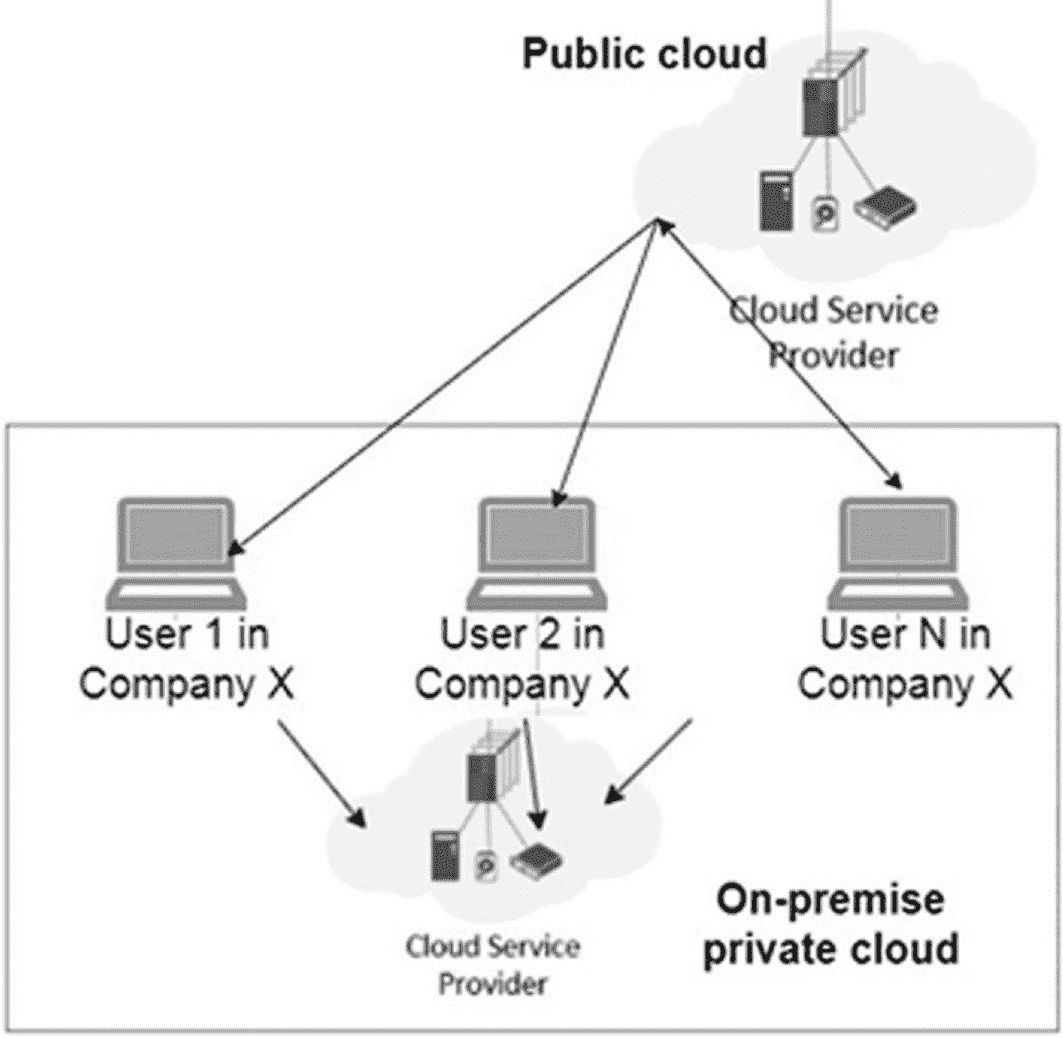 Public cloud
Cloud Service
Provider
User 1 in
Company X
User 2 in
Company X
User N in
Company X
Cloud Service
Provider
On-premise
private cloud